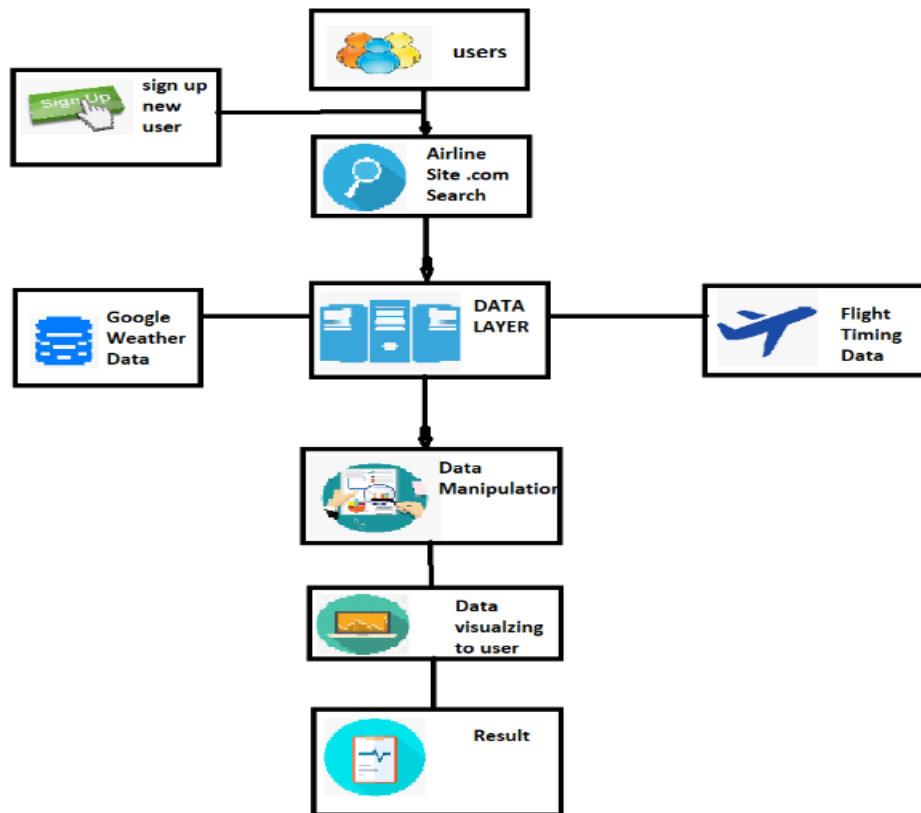 users
Sign Up
sign up
new
user
Airline
Site .com
Search
Google
Weather
Data
DATA
LAYER
Flight
Timing
Data
Data
Manipulation
Data
visualzing
to user
Result